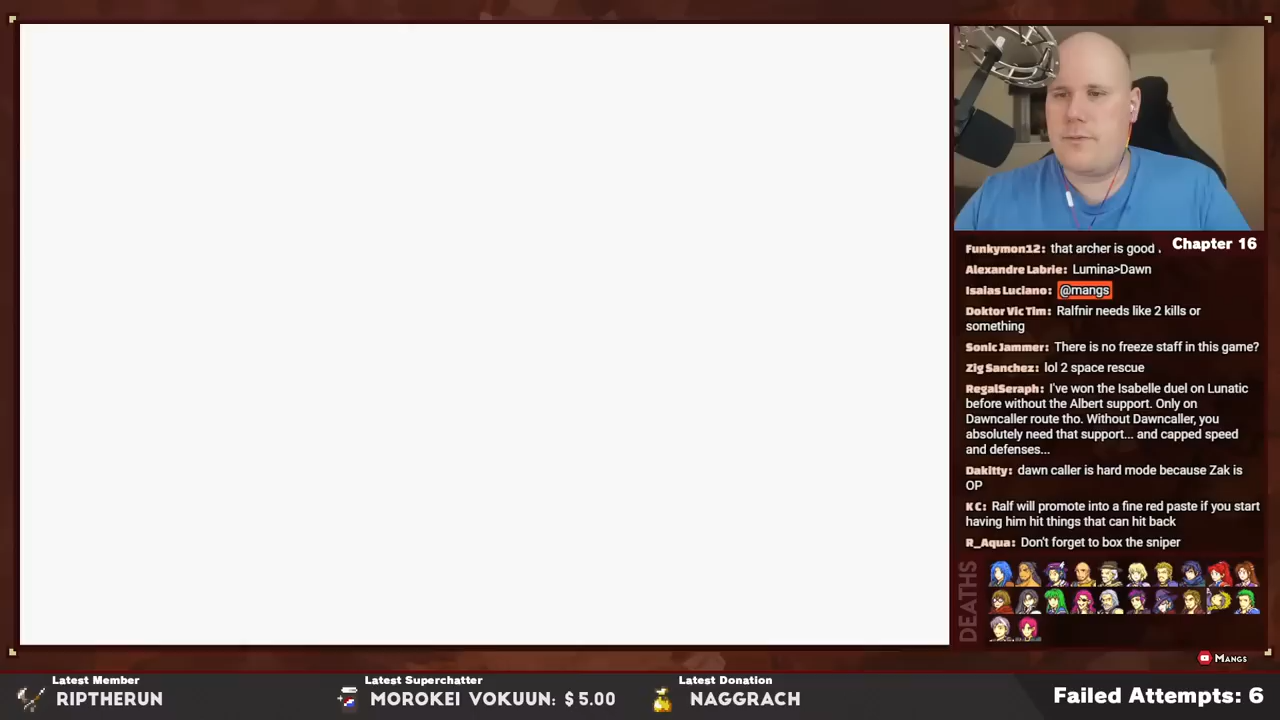 Chapter 16
Funkymon12: that archer is good .
Alexandre Labrie: Lumina>Dawn
Isaias Luciano: @mangs
Doktor Vic Tim: Ralfnir needs like 2 kills or
something
Sonic Jammer: There is no freeze staff in this game?
Zig Sanchez: lol 2 space rescue
RegalSeraph: I've won the Isabelle duel on Lunatic
before without the Albert support. Only on
Dawncaller route tho. Without Dawncaller, you
absolutely need that support... and capped speed
and defenses...
Dakitty: dawn caller is hard mode because Zak is
OP
KC: Ralf will promote into a fine red paste if you start
having him hit things that can hit back
R_Aqua: Don't forget to box the sniper
DEATHS
Mangs
Latest Member
RIPTHERUN
Latest Superchatter
MOROKEI VOKUUN: $5.00
Latest Donation
NAGGRACH
Failed Attempts: 6